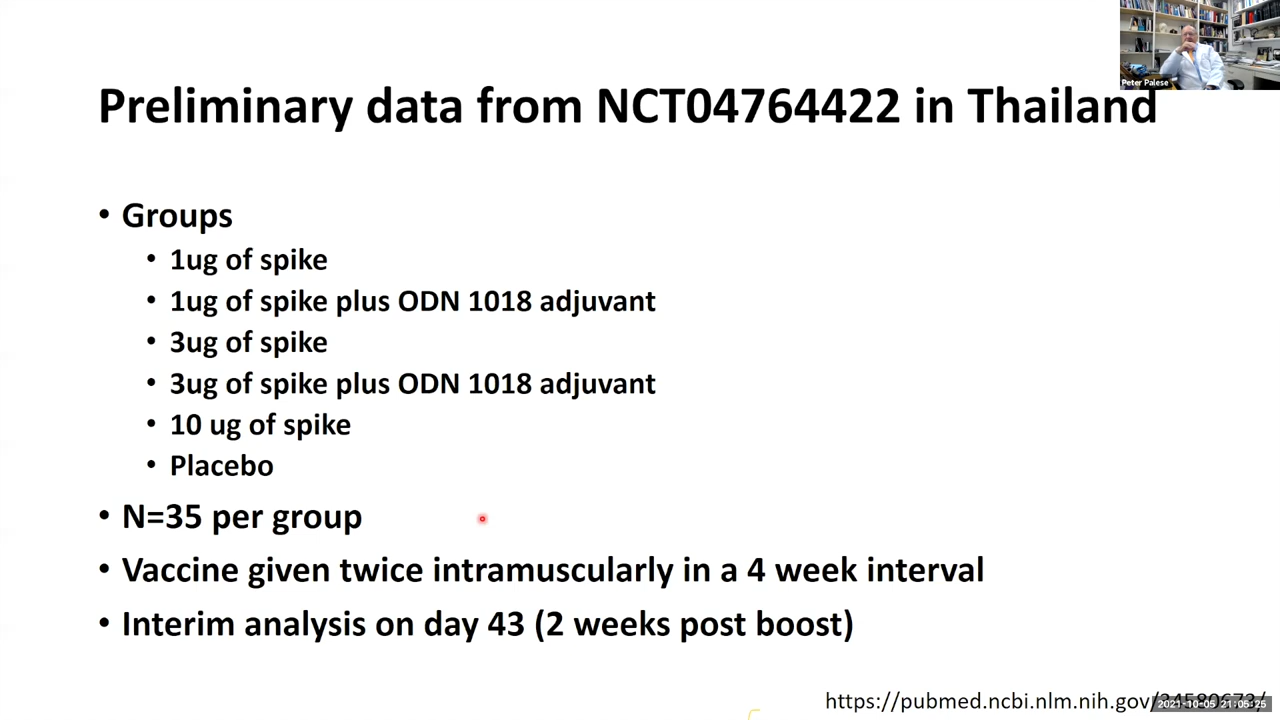 Peter Palese
Preliminary data from NCT04764422 in Thailand
• Groups
• 1ug of spike
• 1ug of spike plus ODN 1018 adjuvant
• 3ug of spike
• 3ug of spike plus ODN 1018 adjuvant
• 10 ug of spike
• Placebo
• N=35 per group
• Vaccine given twice intramuscularly in a 4 week interval
• Interim analysis on day 43 (2 weeks post boost)
https://pubmed.ncbi.nlm.nih.gov/
2021-10-05 21:05:25